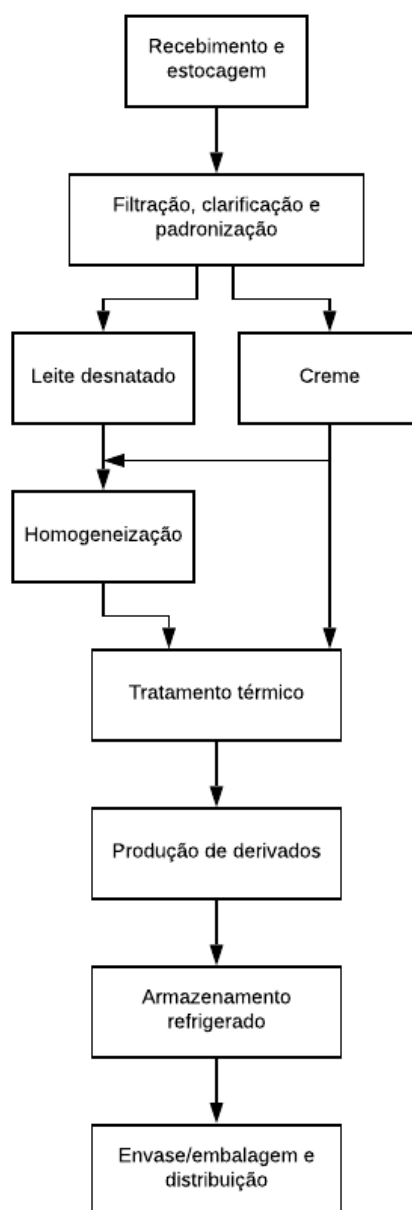 Recebimento e
estocagem
Filtração, clarificação e
padronização
Leite desnatado
Creme
Homogeneização
Tratamento térmico
Produção de derivados
Armazenamento
refrigerado
Envase/embalagem e
distribuição